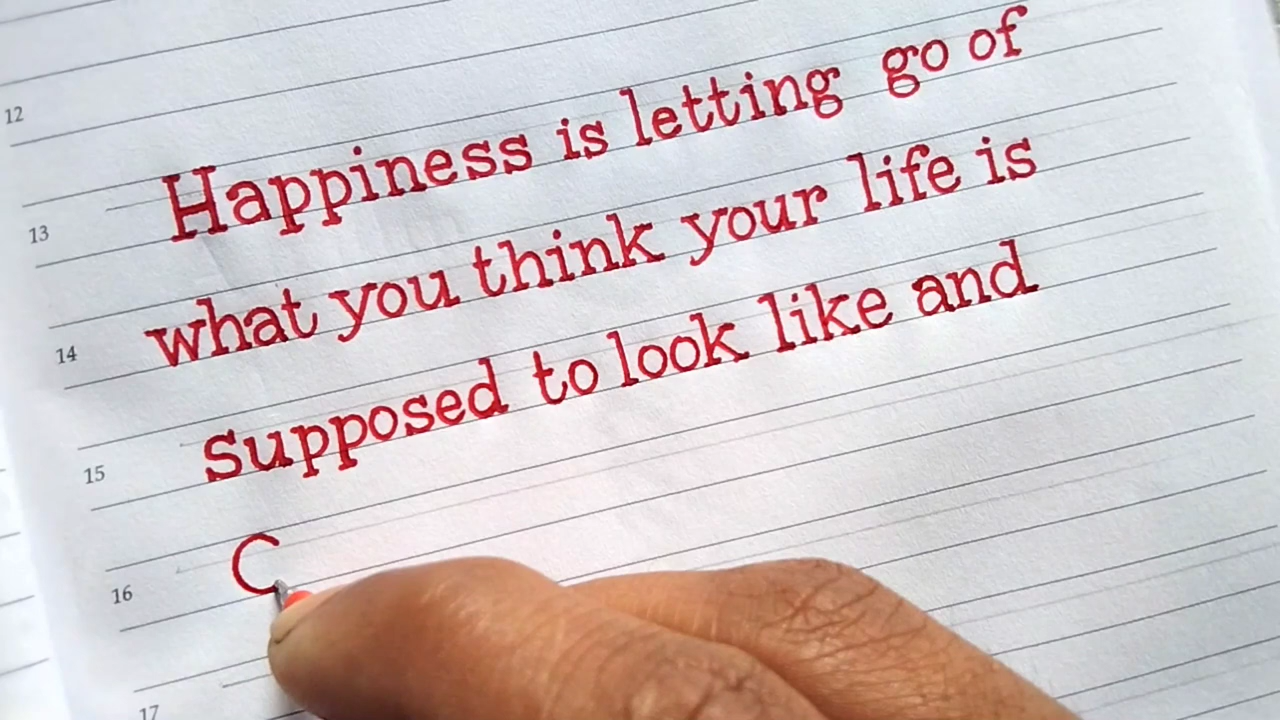 12
Happiness is letting go of
13
what you think your life is
14
supposed to look like and
15
C
16
17